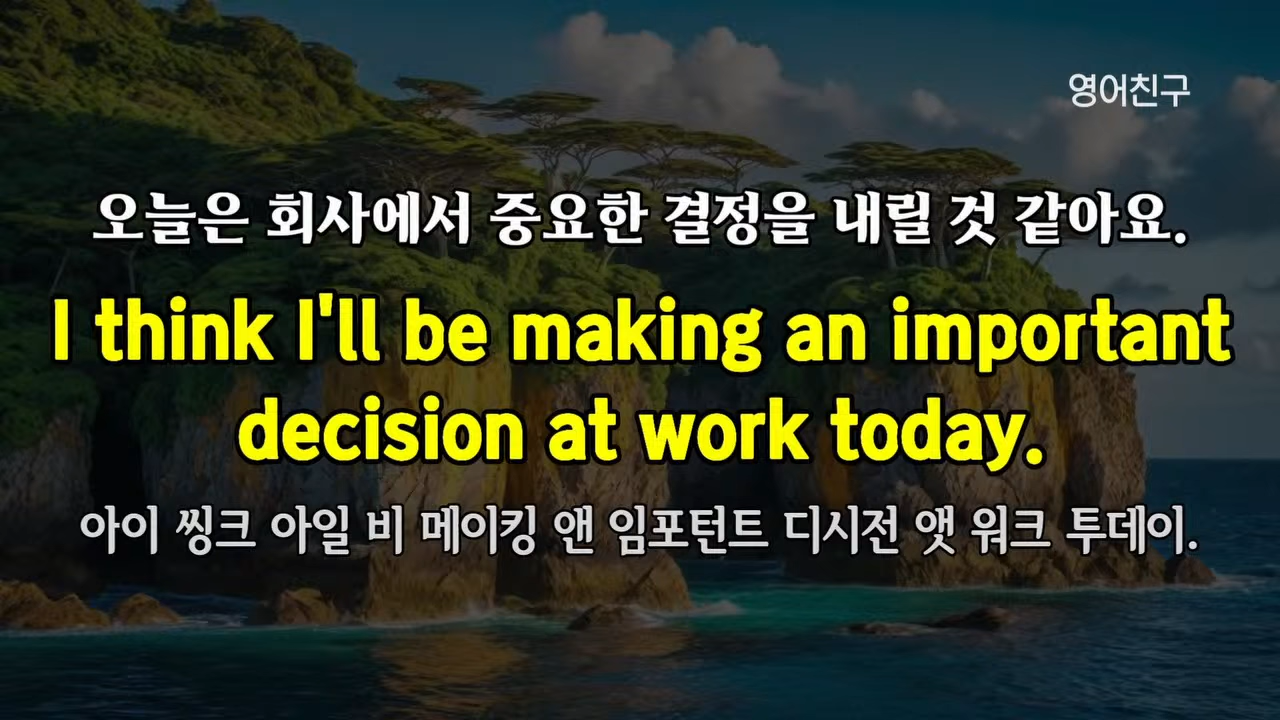 영어친구
오늘은 회사에서 중요한 결정을 내릴 것 같아요.
I think I'll be making an important
decision at work today.
아이 씽크 아일 비 메이킹 앤 임포턴트 디시전 앳 워크 투데이.